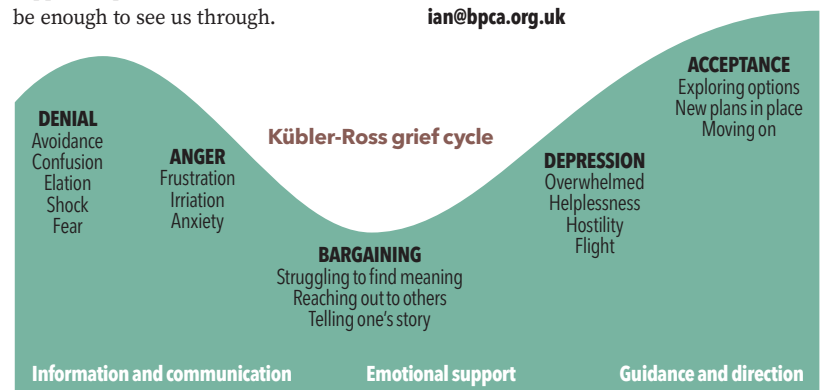 be enough to see us through.
ian@bpca.org.uk
Kübler-Ross grief cycle
DENIAL
Avoidance
Confusion
Elation
Shock
Fear
ANGER
Frustration
Irriation
Anxiety
BARGAINING
Struggling to find meaning
Reaching out to others
Telling one's story
DEPRESSION
Overwhelmed
Helplessness
Hostility
Flight
ACCEPTANCE
Exploring options
New plans in place
Moving on
Information and communication
Emotional support
Guidance and direction